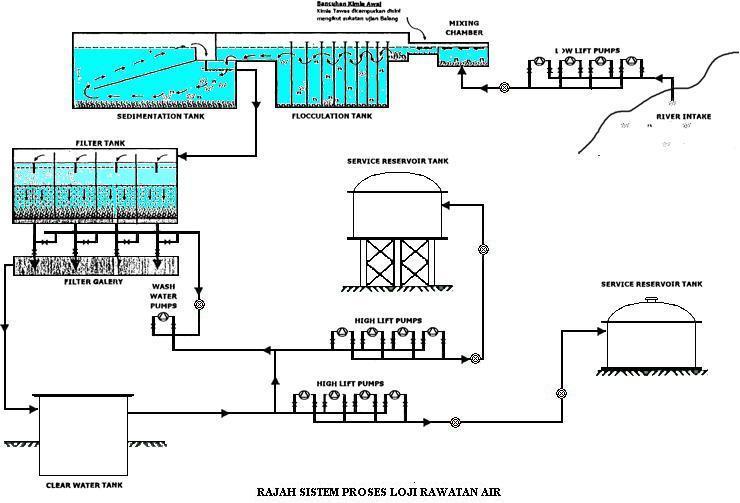 Bancuhan Kimia Awal
Kimia Tawas dicampurkan disini
mengikut sukatan ujian Balang
MIXING
CHAMBER
LOW LIFT PUMPS
SEDIMENTATION TANK
FLOCCULATION TANK
RIVER INTAKE
FILTER TANK
SERVICE RESERVOIR TANK
FILTER GALERY
WASH
WATER
PUMPS
SERVICE RESERVOIR TANK
HIGH LIFT PUMPS
HIGH LIFT PUMPS
CLEAR WATER TANK
RAJAH SISTEM PROSES LOJI RAWATAN AIR